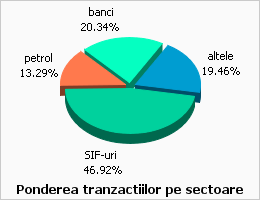 banci
20.34%
petrol
13.29%
altele
19.46%
SIF-uri
46.92%
Ponderea tranzactiilor pe sectoare